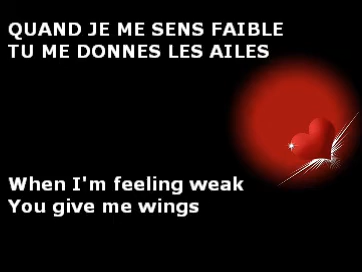 QUAND JE ME SENS FAIBLE
TU ME DONNES LES AILES
When I'm feeling weak
You give me wings